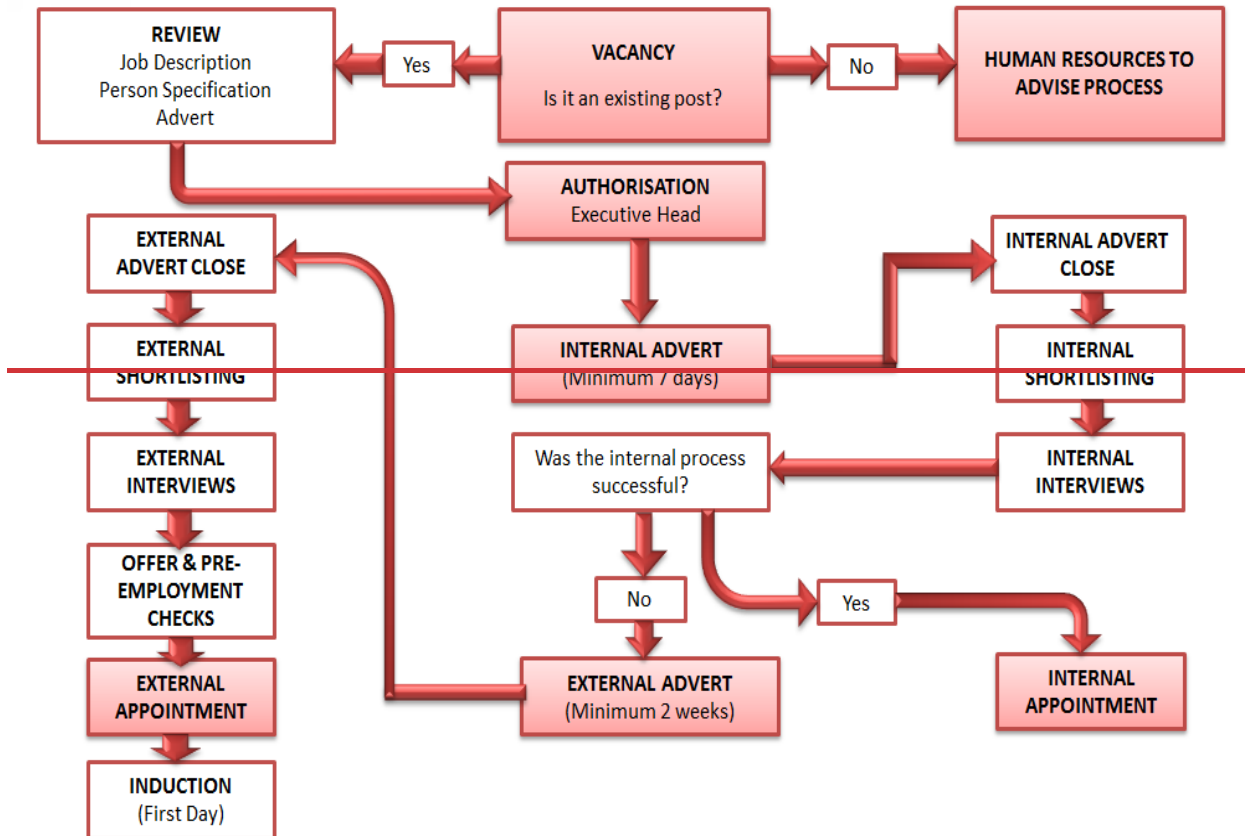 REVIEW
Job Description
Person Specification
Advert
Yes
VACANCY
Is it an existing post?
No
HUMAN RESOURCES TO
ADVISE PROCESS
AUTHORISATION
Executive Head
EXTERNAL
ADVERT CLOSE
INTERNAL ADVERT
CLOSE
EXTERNAL
SHORTLISTING
INTERNAL ADVERT
(Minimum 7 days)
INTERNAL
SHORTLISTING
EXTERNAL
INTERVIEWS
Was the internal process
successful?
INTERNAL
INTERVIEWS
OFFER & PRE-
EMPLOYMENT
CHECKS
No
Yes
EXTERNAL
APPOINTMENT
EXTERNAL ADVERT
(Minimum 2 weeks)
INTERNAL
APPOINTMENT
INDUCTION
(First Day)